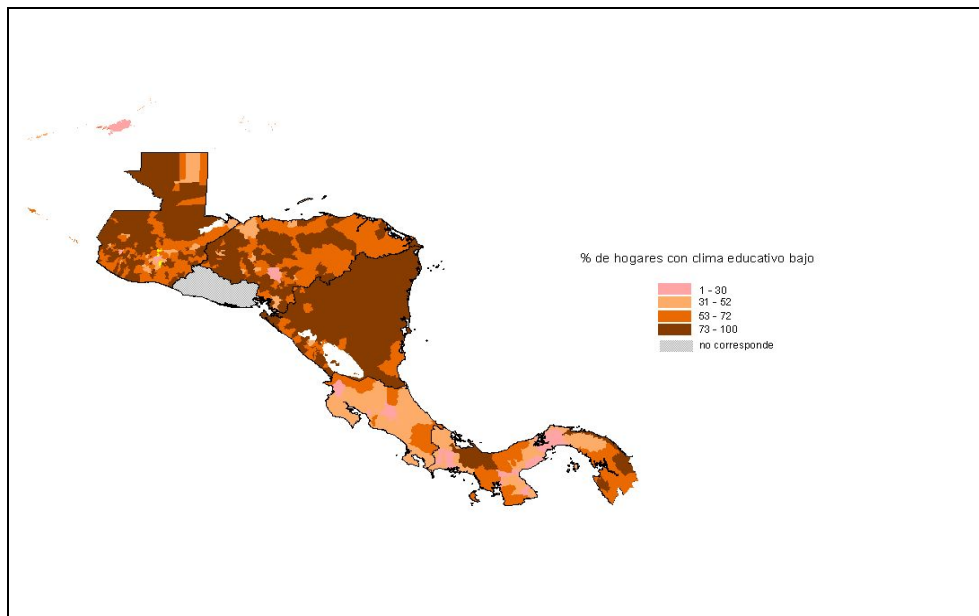 % de hogares con clima educativo bajo
1 - 30
31 - 52
53 - 72
73 - 100
no corresponde